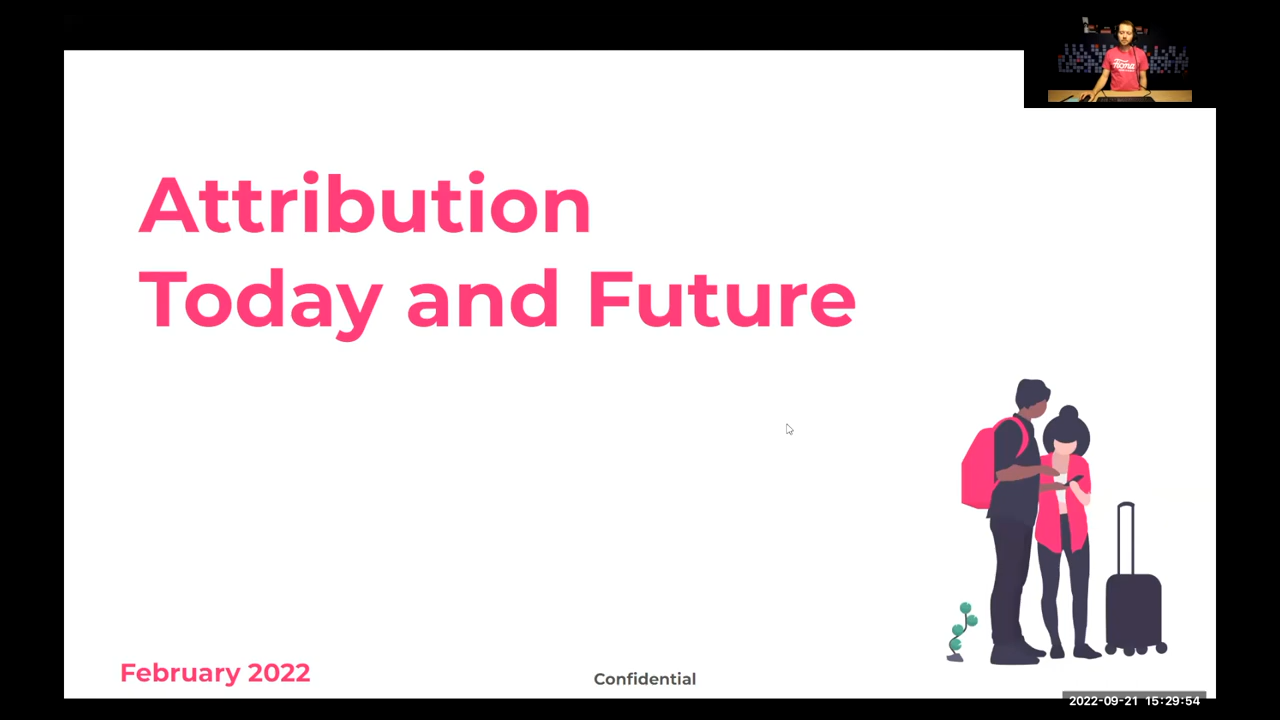 Attribution
Today and Future
February 2022
Confidential
2022-09-21 15:29:54